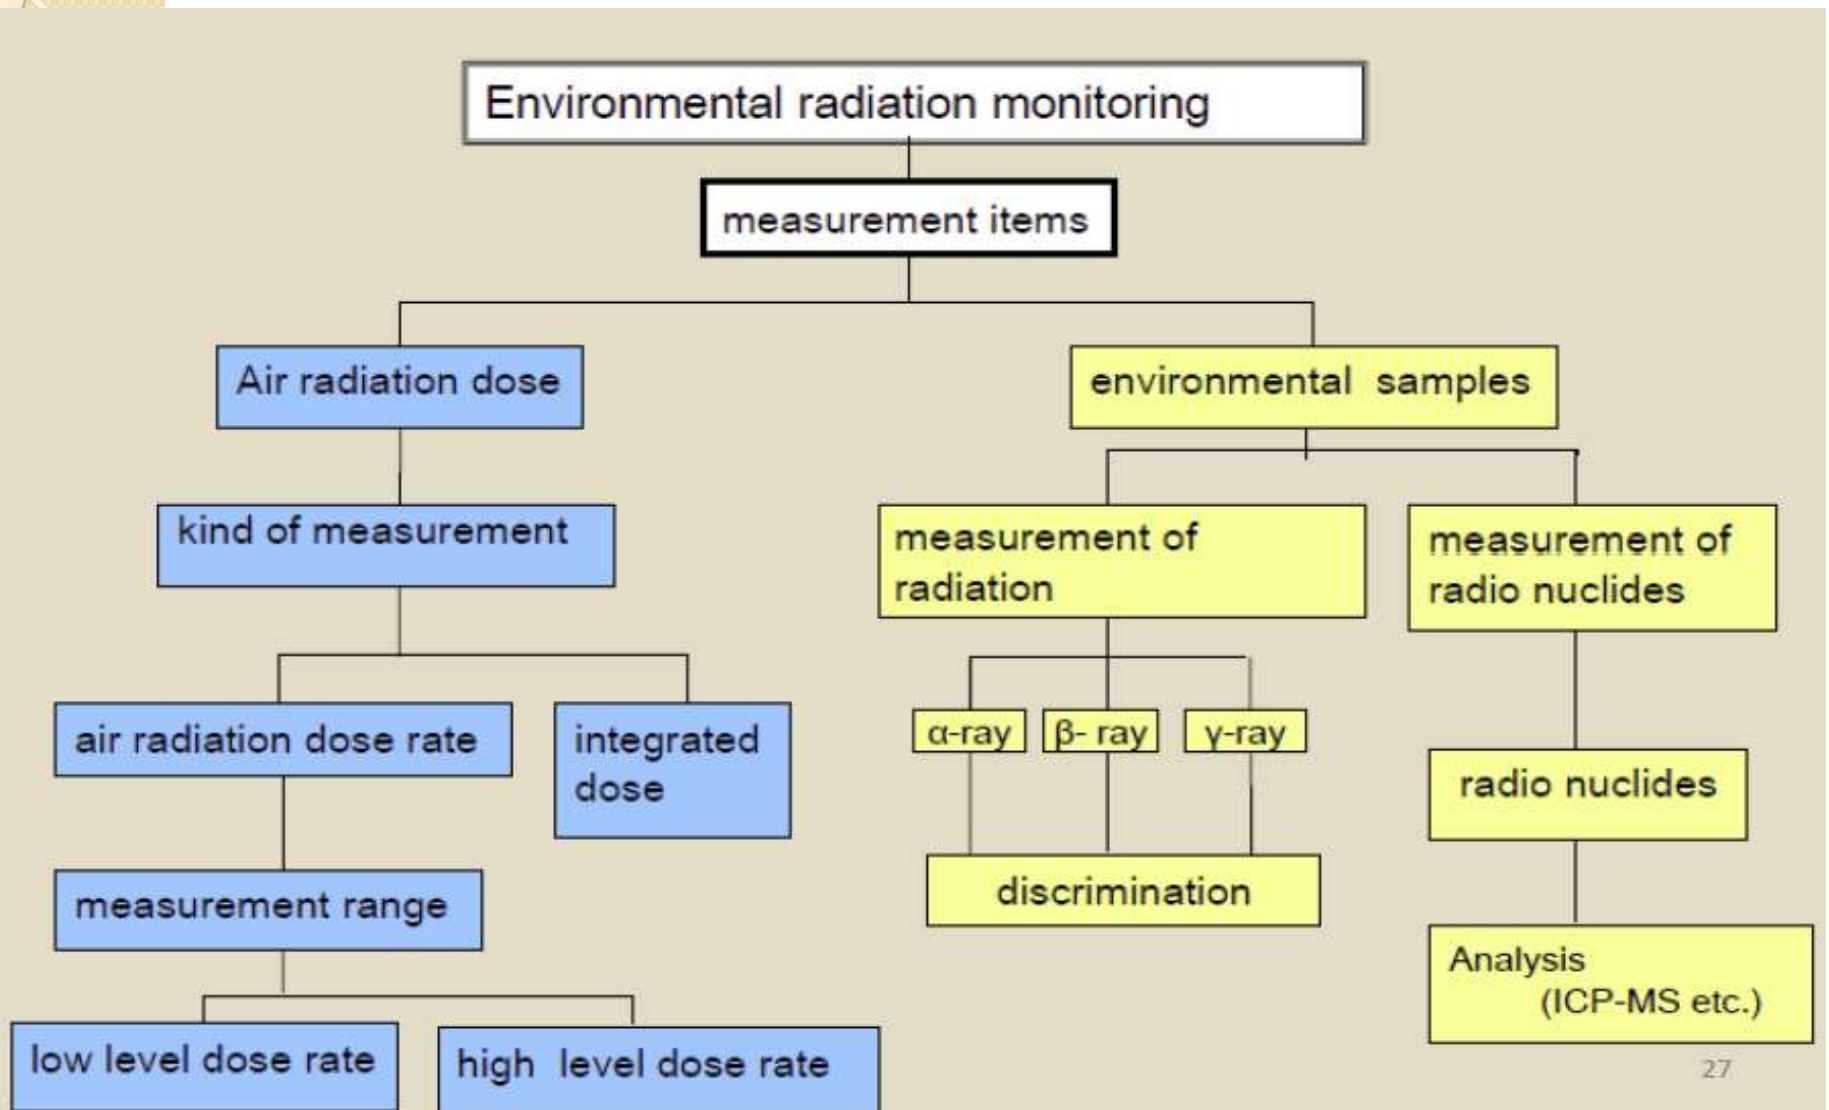 Environmental radiation monitoring
measurement items
Air radiation dose
environmental samples
kind of measurement
measurement of
radiation
measurement of
radio nuclides
air radiation dose rate
integrated
dose
α-ray
β- ray
γ-ray
radio nuclides
measurement range
discrimination
Analysis
(ICP-MS etc.)
low level dose rate
high level dose rate
27